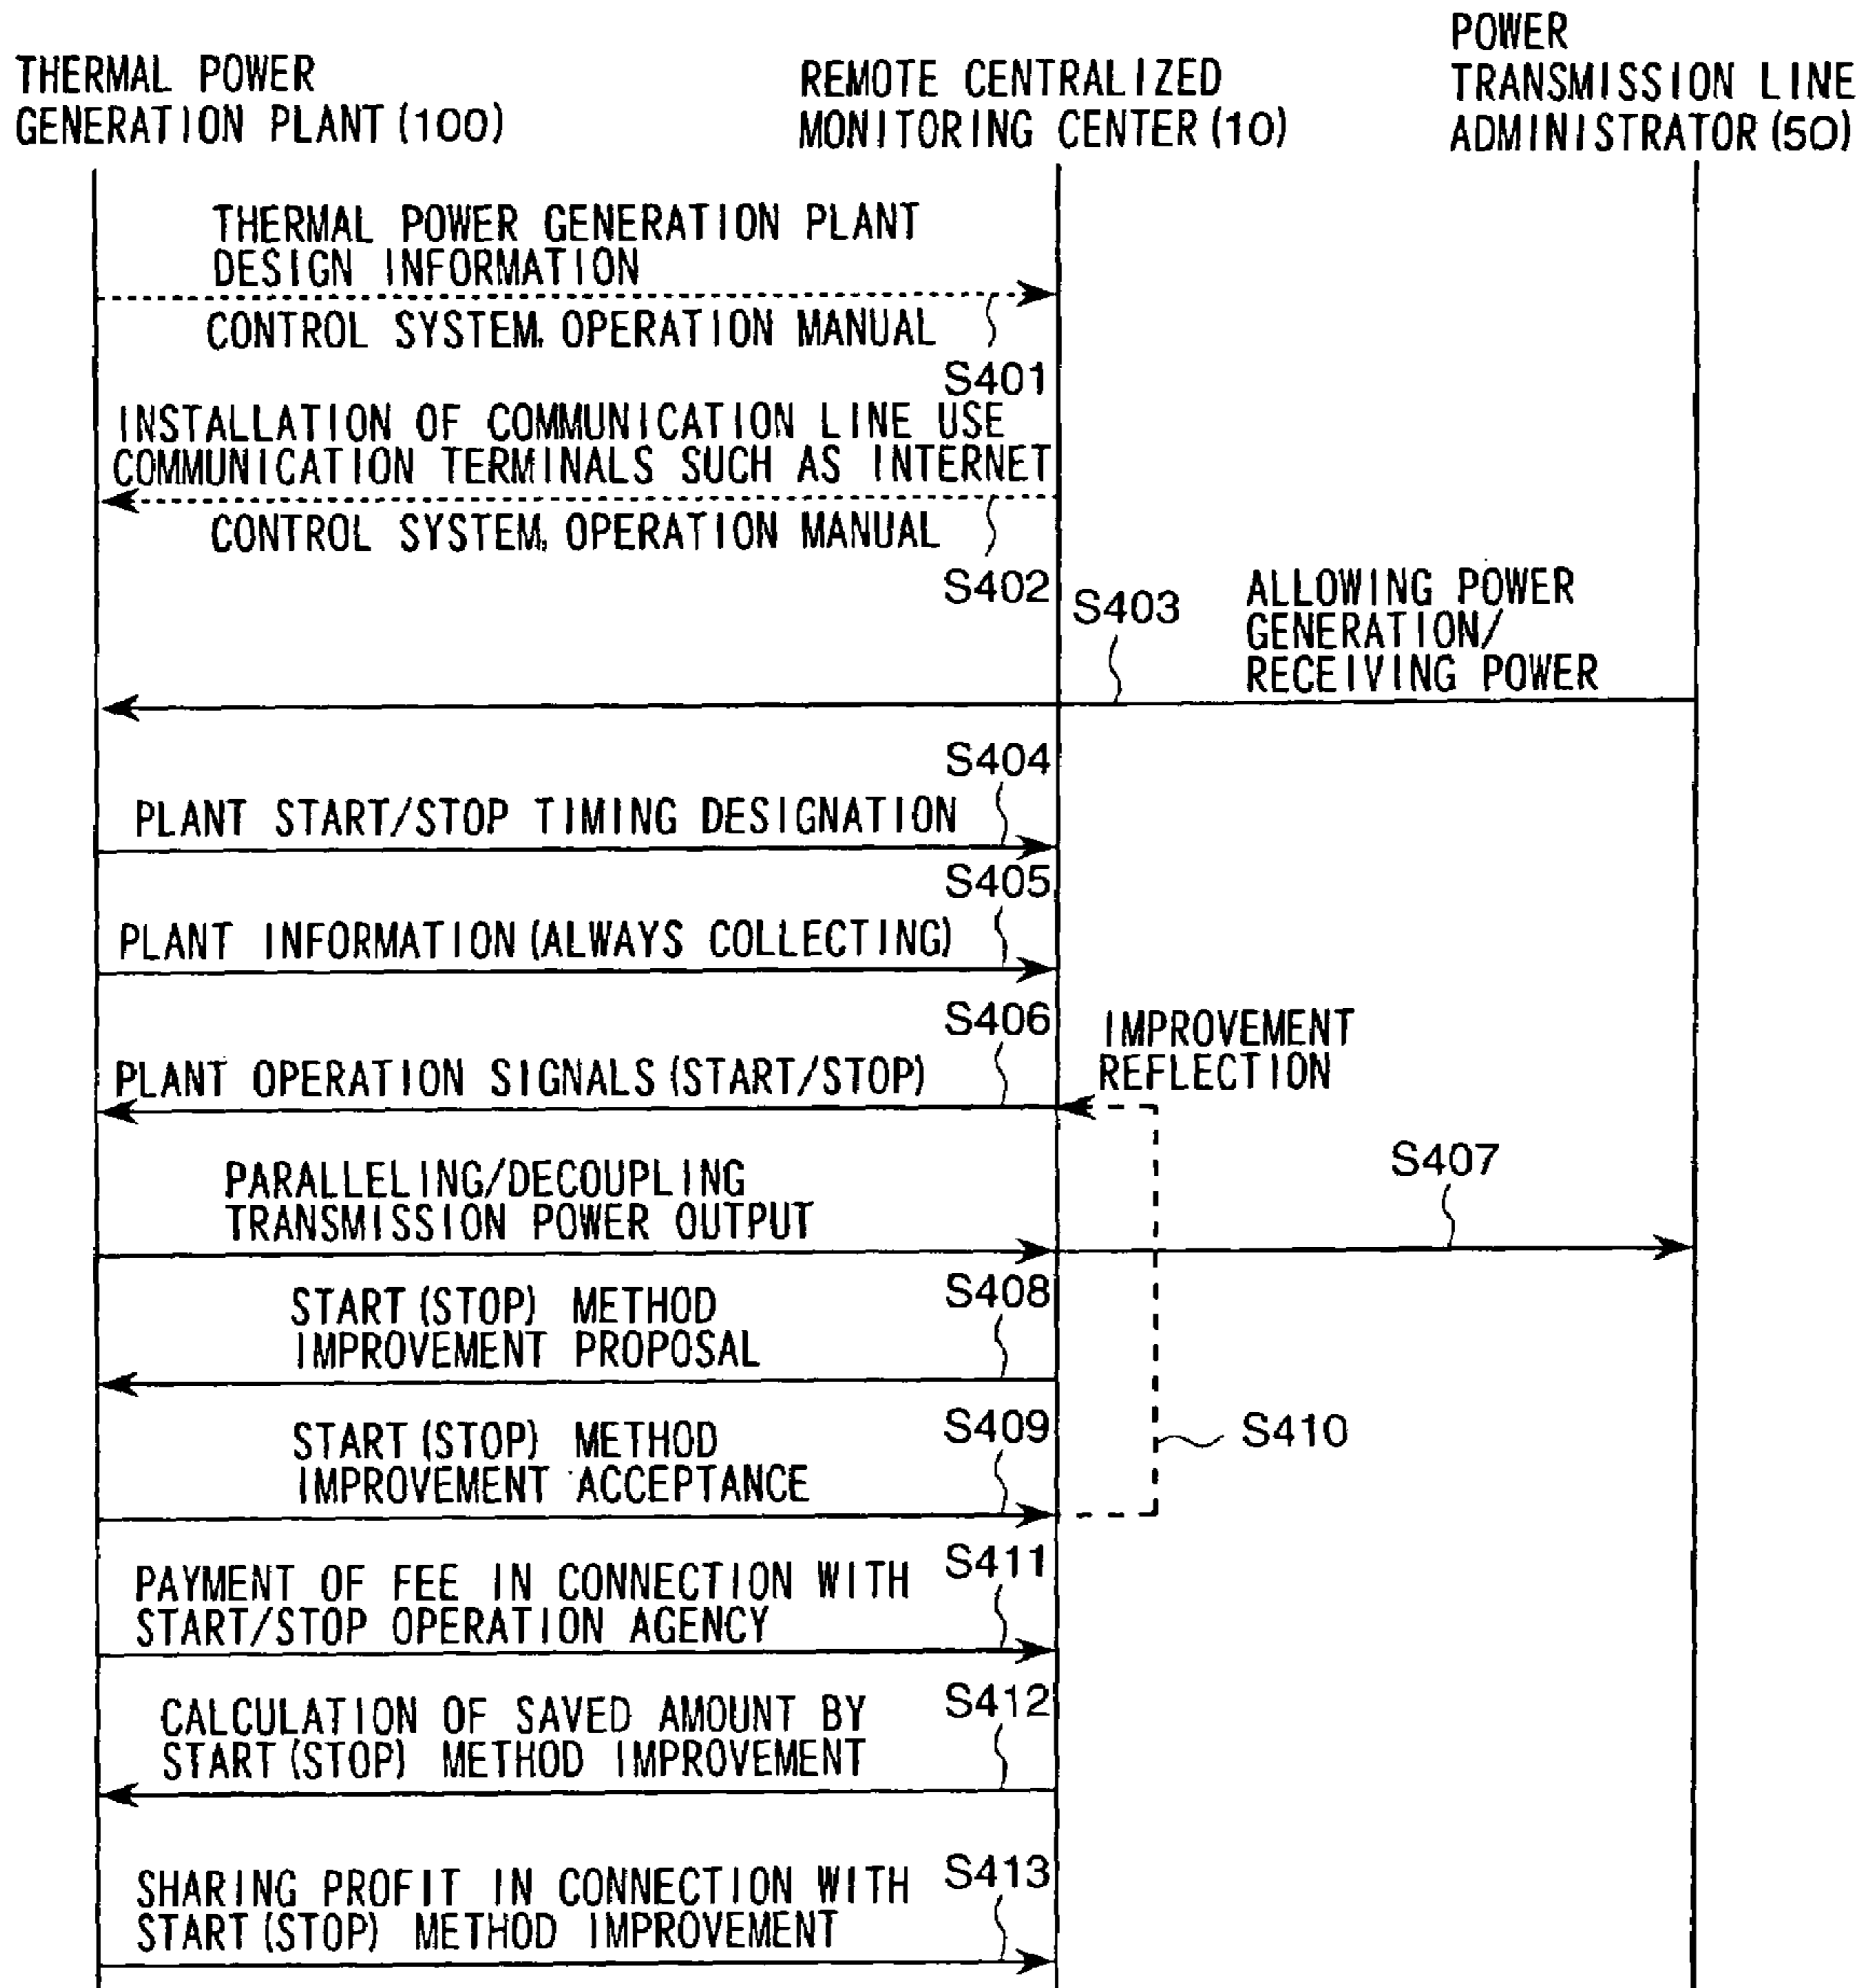 THERMAL POWER
GENERATION PLANT (100)
REMOTE CENTRALIZED
MONITORING CENTER (10)
POWER
TRANSMISSION LINE
ADMINISTRATOR (50)
THERMAL POWER GENERATION PLANT
DESIGN INFORMATION
CONTROL SYSTEM, OPERATION MANUAL
S401
INSTALLATION OF COMMUNICATION LINE USE
COMMUNICATION TERMINALS SUCH AS INTERNET
CONTROL SYSTEM, OPERATION MANUAL
S402
S403
ALLOWING POWER
GENERATION/
RECEIVING POWER
S404
PLANT START/STOP TIMING DESIGNATION
S405
PLANT INFORMATION (ALWAYS COLLECTING)
S406
PLANT OPERATION SIGNALS (START/STOP)
IMPROVEMENT
REFLECTION
PARALLELING/DECOUPLING
TRANSMISSION POWER OUTPUT
S407
START (STOP) METHOD
IMPROVEMENT PROPOSAL
S408
START (STOP) METHOD
IMPROVEMENT ACCEPTANCE
S409
S410
PAYMENT OF FEE IN CONNECTION WITH
START/STOP OPERATION AGENCY
S411
CALCULATION OF SAVED AMOUNT BY
START (STOP) METHOD IMPROVEMENT
S412
SHARING PROFIT IN CONNECTION WITH
START (STOP) METHOD IMPROVEMENT
S413